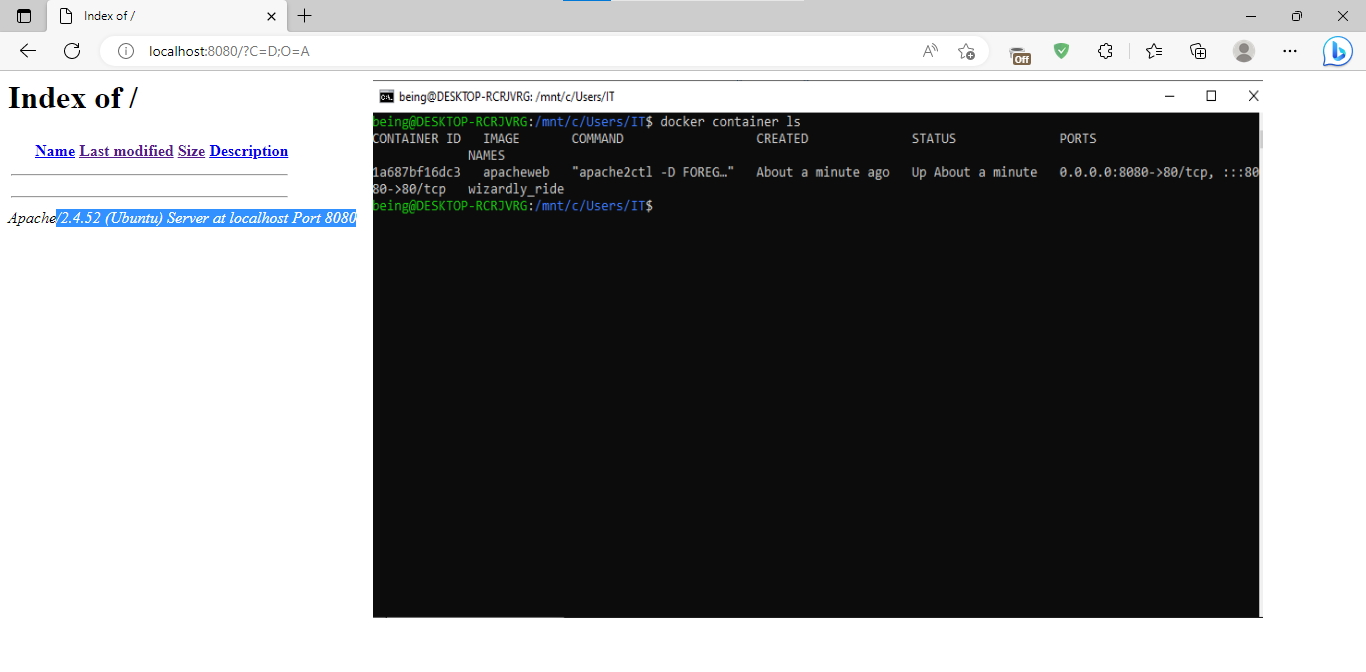 Index of /
localhost:8080/?C=D;O=A
Off
Index of /
Name Last modified Size Description
Apache/2.4.52 (Ubuntu) Server at localhost Port 8080
being@DESKTOP-RCRJVRG: /mnt/c/Users/IT
being@DESKTOP-RCRJVRG:/mnt/c/Users/IT$ docker container ls
CONTAINER ID IMAGE COMMAND CREATED STATUS PORTS
NAMES
1a687bf16dc3 apacheweb "apache2ctl -D FOREG…" About a minute ago Up About a minute 0.0.0.0:8080->80/tcp, :::80
80->80/tcp wizardly_ride
being@DESKTOP-RCRJVRG:/mnt/c/Users/IT$